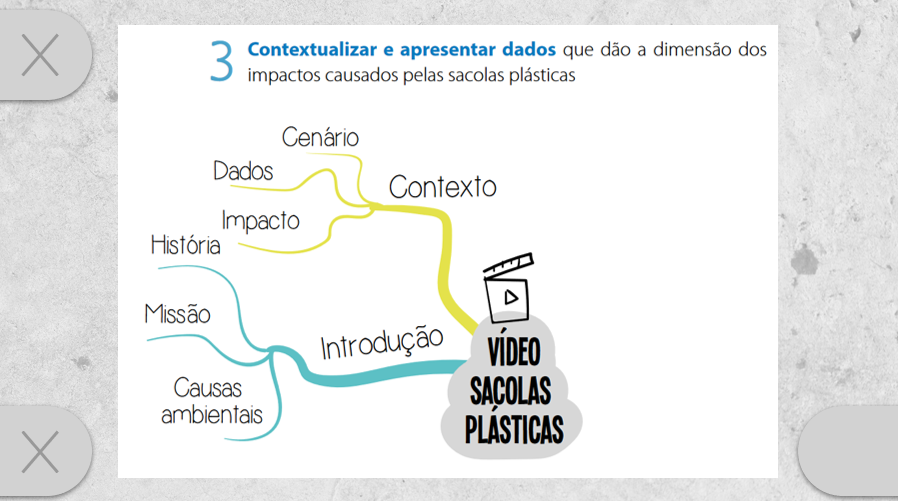 3 Contextualizar e apresentar dados que dão a dimensão dos
impactos causados pelas sacolas plásticas
Cenário
Dados
Contexto
Impacto
História
Missão
Introdução
Causas
ambientais
VÍDEO
SACOLAS
PLÁSTICAS